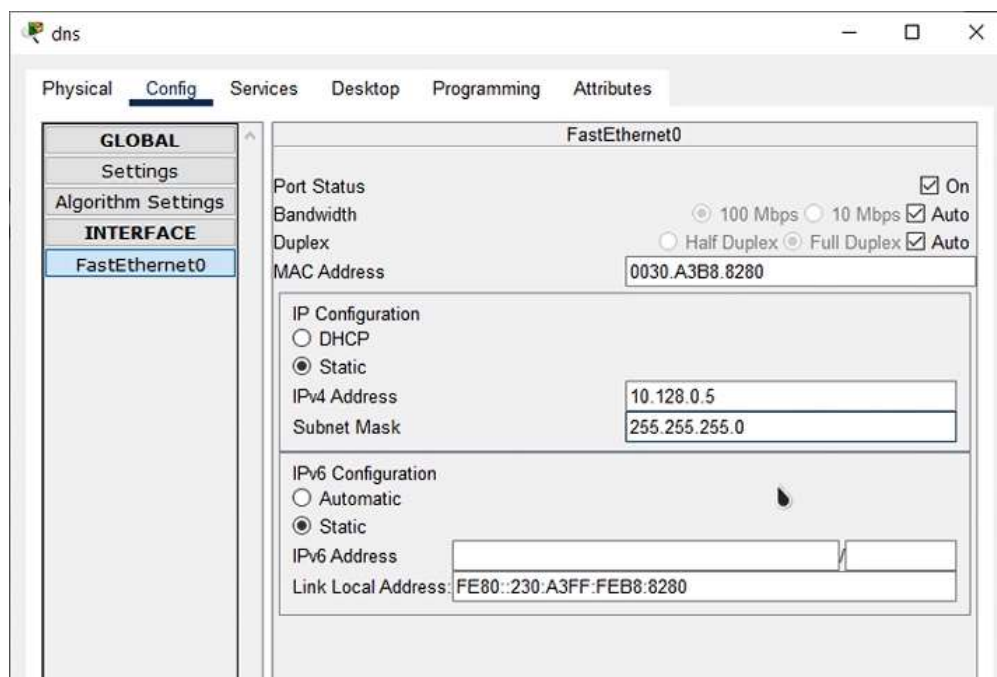 dns
Physical Config Services Desktop Programming Attributes
GLOBAL
Settings
Algorithm Settings
INTERFACE
FastEthernet0
FastEthernet0
Port Status On
Bandwidth 100 Mbps 10 Mbps Auto
Duplex Half Duplex Full Duplex Auto
MAC Address 0030.A3B8.8280
IP Configuration
DHCP
Static
IPv4 Address 10.128.0.5
Subnet Mask 255.255.255.0
IPv6 Configuration
Automatic
Static
IPv6 Address /
Link Local Address: FE80::230:A3FF:FEB8:8280